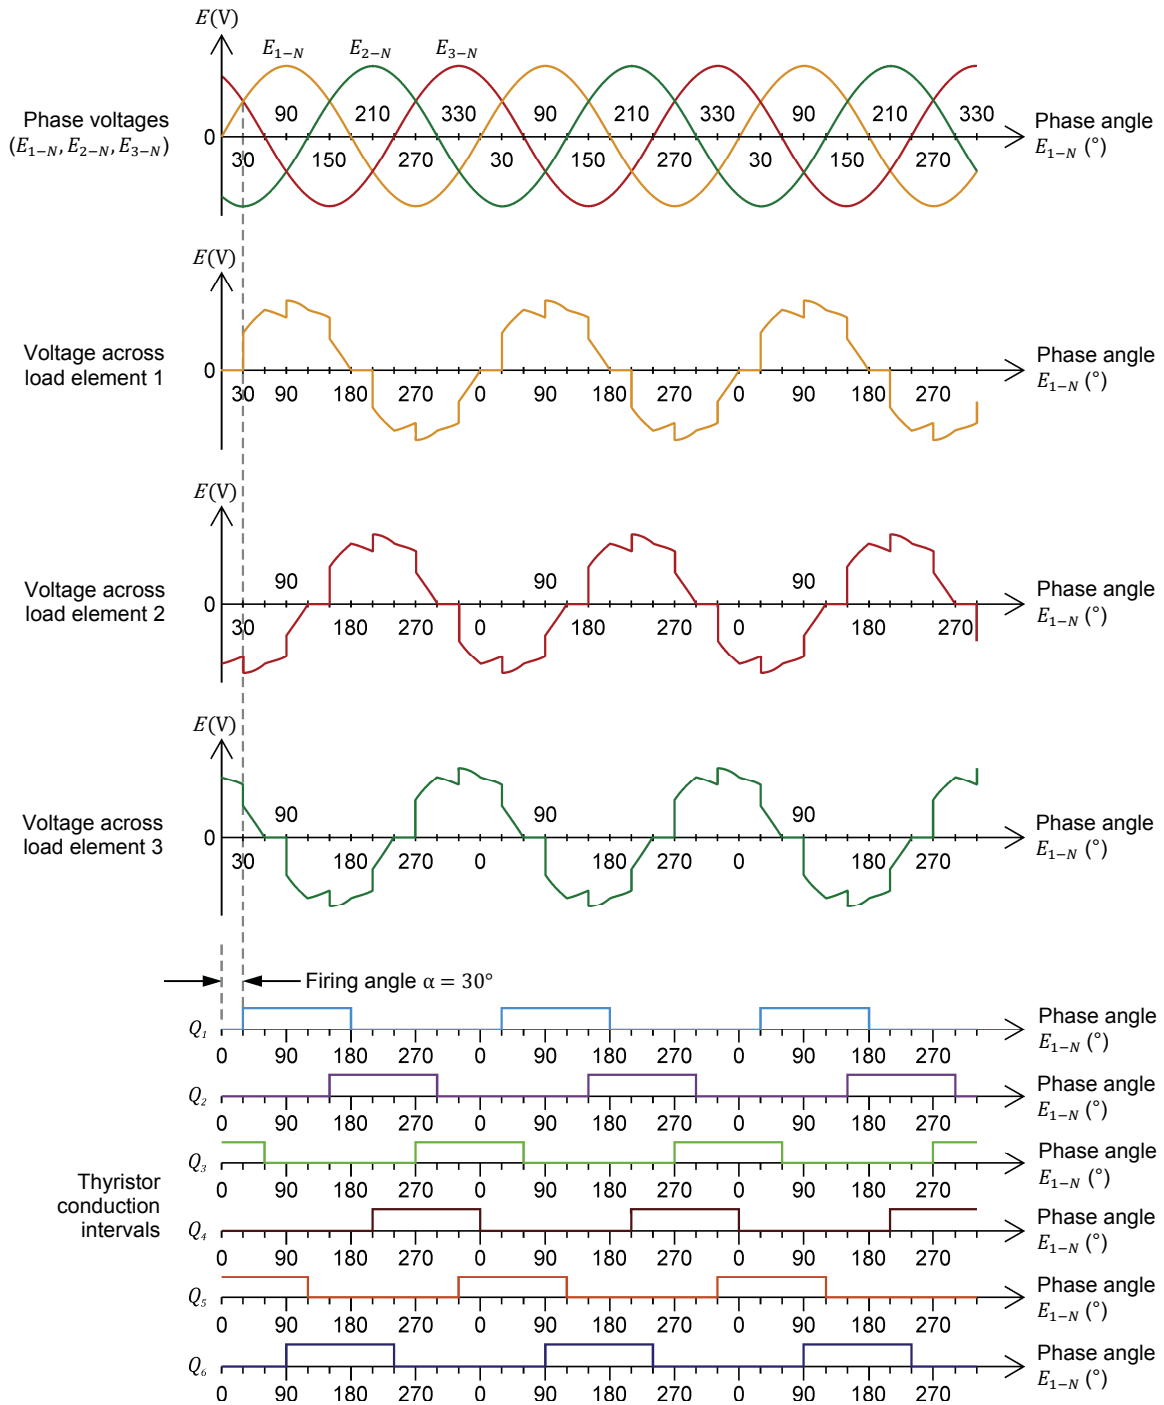 E(V)
E₁₋N E₂₋N E₃₋N
Phase voltages
(E₁₋N, E₂₋N, E₃₋N)
90 210 330 90 210 330 90 210 330
0
30 150 270 30 150 270 30 150 270
Phase angle
E₁₋N (°)
E(V)
Voltage across
load element 1
0
30 90 180 270 0 90 180 270 0 90 180 270
Phase angle
E₁₋N (°)
E(V)
Voltage across
load element 2
90 90 90
0
30 180 270 0 180 270 0 180 270
Phase angle
E₁₋N (°)
E(V)
Voltage across
load element 3
90 90 90
0
30 180 270 0 180 270 0 180 270
Phase angle
E₁₋N (°)
Firing angle α = 30°
Thyristor
conduction
intervals
Q₁
0 90 180 270 0 90 180 270 0 90 180 270
Phase angle
E₁₋N (°)
Q₂
0 90 180 270 0 90 180 270 0 90 180 270
Phase angle
E₁₋N (°)
Q₃
0 90 180 270 0 90 180 270 0 90 180 270
Phase angle
E₁₋N (°)
Q₄
0 90 180 270 0 90 180 270 0 90 180 270
Phase angle
E₁₋N (°)
Q₅
0 90 180 270 0 90 180 270 0 90 180 270
Phase angle
E₁₋N (°)
Q₆
0 90 180 270 0 90 180 270 0 90 180 270
Phase angle
E₁₋N (°)